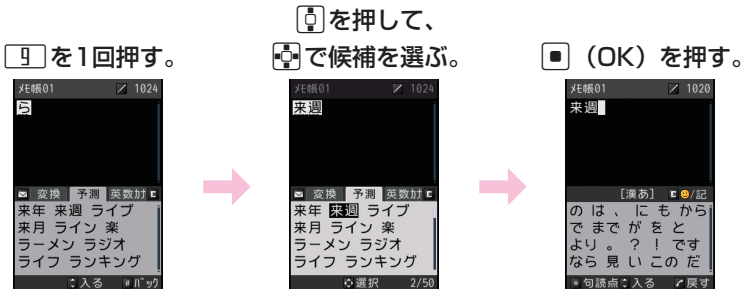 9を1回押す。
を押して、
で候補を選ぶ。
(OK)を押す。
メモ帳01 1024
ら
変換 予測 英数カナ
来年 来週 ライブ
来月 ライン 楽
ラーメン ラジオ
ライフ ランキング
入る #バック
メモ帳01 1024
来週
変換 予測 英数カナ
来年 来週 ライブ
来月 ライン 楽
ラーメン ラジオ
ライフ ランキング
選択 2/50
メモ帳01 1020
来週
[漢あ] /記
の は 、 に も から
で まで が を と
より 。 ? ! です
なら 見 い この だ
句読点 入る 戻す